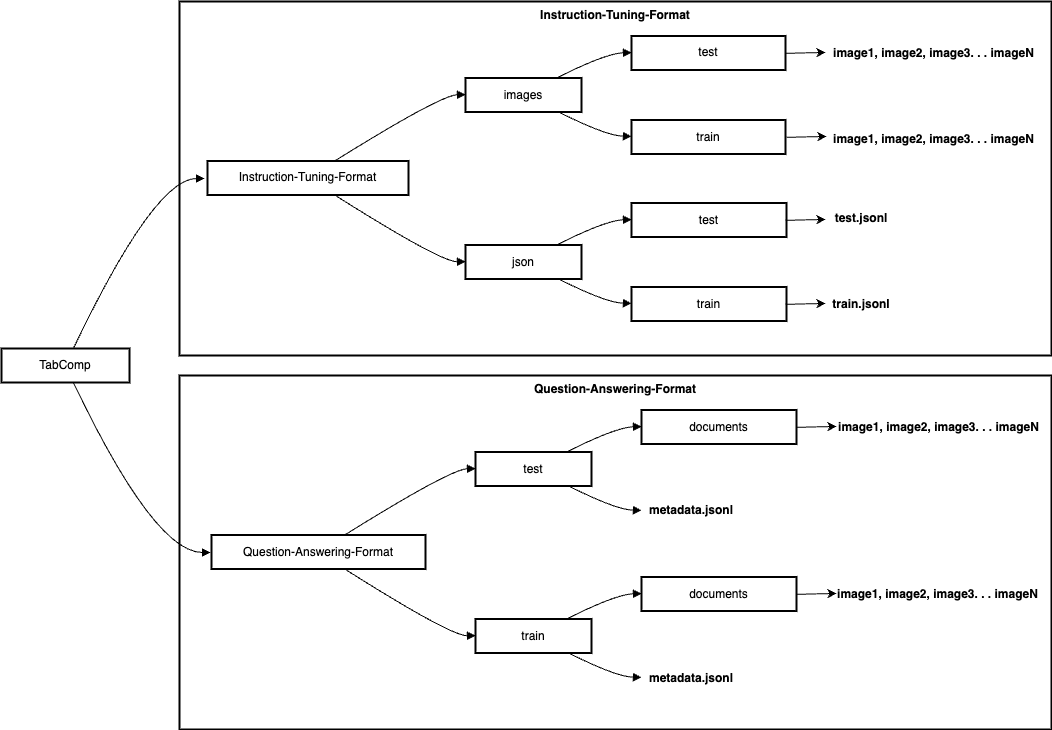 Instruction-Tuning-Format
test
image1, image2, image3. . . imageN
images
train
image1, image2, image3. . . imageN
Instruction-Tuning-Format
test
test.jsonl
json
train
train.jsonl
TabComp
Question-Answering-Format
documents
image1, image2, image3. . . imageN
test
metadata.jsonl
Question-Answering-Format
documents
image1, image2, image3. . . imageN
train
metadata.jsonl